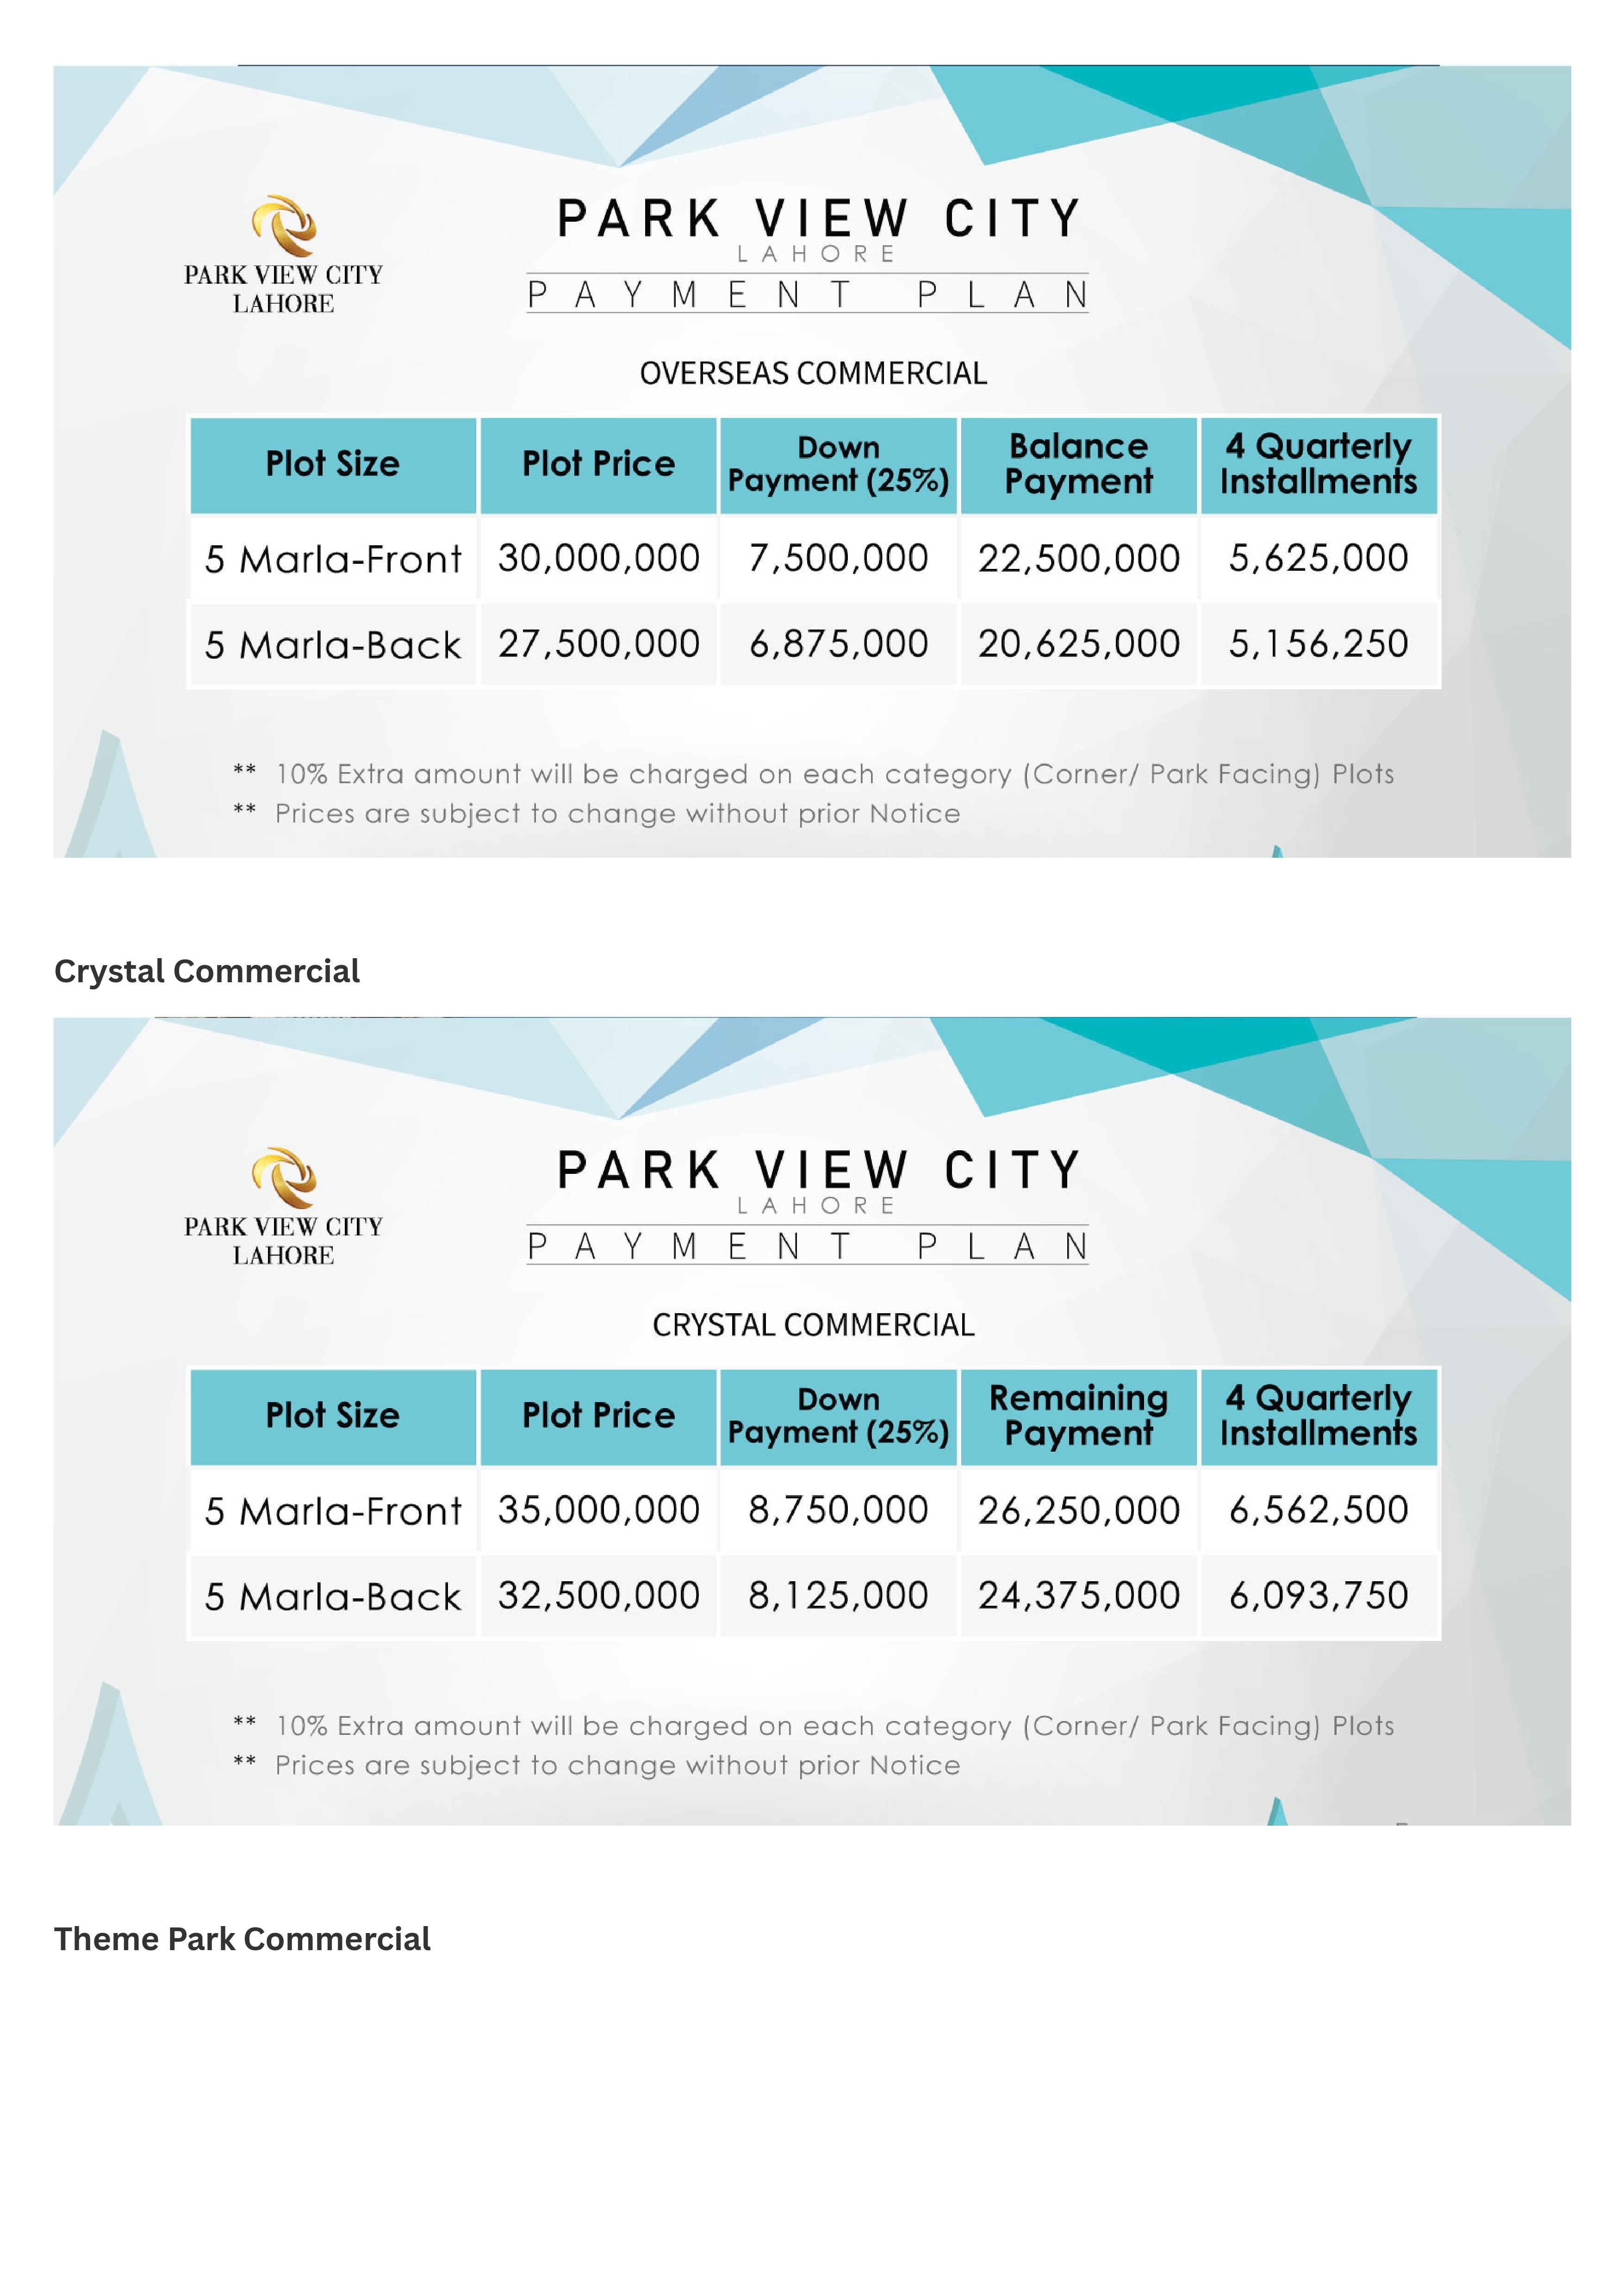 PARK VIEW CITY
LAHORE
PARK VIEW CITY
LAHORE
PAYMENT PLAN
OVERSEAS COMMERCIAL
Plot Size Plot Price Down Payment (25%) Balance Payment 4 Quarterly Installments
5 Marla-Front 30,000,000 7,500,000 22,500,000 5,625,000
5 Marla-Back 27,500,000 6,875,000 20,625,000 5,156,250
** 10% Extra amount will be charged on each category (Corner/ Park Facing) Plots
** Prices are subject to change without prior Notice
Crystal Commercial
PARK VIEW CITY
LAHORE
PARK VIEW CITY
LAHORE
PAYMENT PLAN
CRYSTAL COMMERCIAL
Plot Size Plot Price Down Payment (25%) Remaining Payment 4 Quarterly Installments
5 Marla-Front 35,000,000 8,750,000 26,250,000 6,562,500
5 Marla-Back 32,500,000 8,125,000 24,375,000 6,093,750
** 10% Extra amount will be charged on each category (Corner/ Park Facing) Plots
** Prices are subject to change without prior Notice
Theme Park Commercial